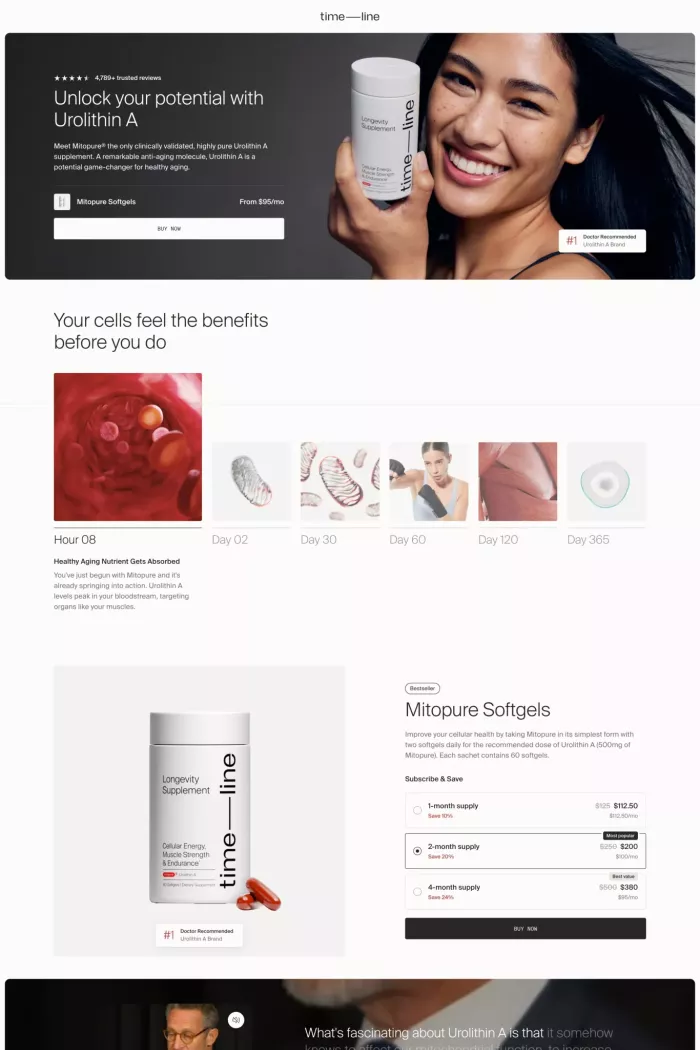 time—line
4,789+ trusted reviews
Unlock your potential with
Urolithin A
Meet Mitopure® the only clinically validated, highly pure Urolithin A
supplement. A remarkable anti-aging molecule, Urolithin A is a
potential game-changer for healthy aging.
Mitopure Softgels
From $95/mo
BUY NOW
Longevity
Supplement
Cellular Energy,
Muscle Strength
& Endurance
time—line
#1
Doctor Recommended
Urolithin A Brand
Your cells feel the benefits
before you do
Hour 08
Day 02
Day 30
Day 60
Day 120
Day 365
Healthy Aging Nutrient Gets Absorbed
You've just begun with Mitopure and it's
already springing into action. Urolithin A
levels peak in your bloodstream, targeting
organs like your muscles.
Longevity
Supplement
Cellular Energy,
Muscle Strength
& Endurance
time—line
#1
Doctor Recommended
Urolithin A Brand
Bestseller
Mitopure Softgels
Improve your cellular health by taking Mitopure in its simplest form with
two softgels daily for the recommended dose of Urolithin A (500mg of
Mitopure). Each sachet contains 60 softgels.
Subscribe & Save
1-month supply
$125 $112.50
Save 10%
$112.50/mo
Most popular
2-month supply
$250 $200
Save 20%
$100/mo
Best value
4-month supply
$500 $380
Save 24%
$95/mo
BUY NOW
What's fascinating about Urolithin A is that it somehow